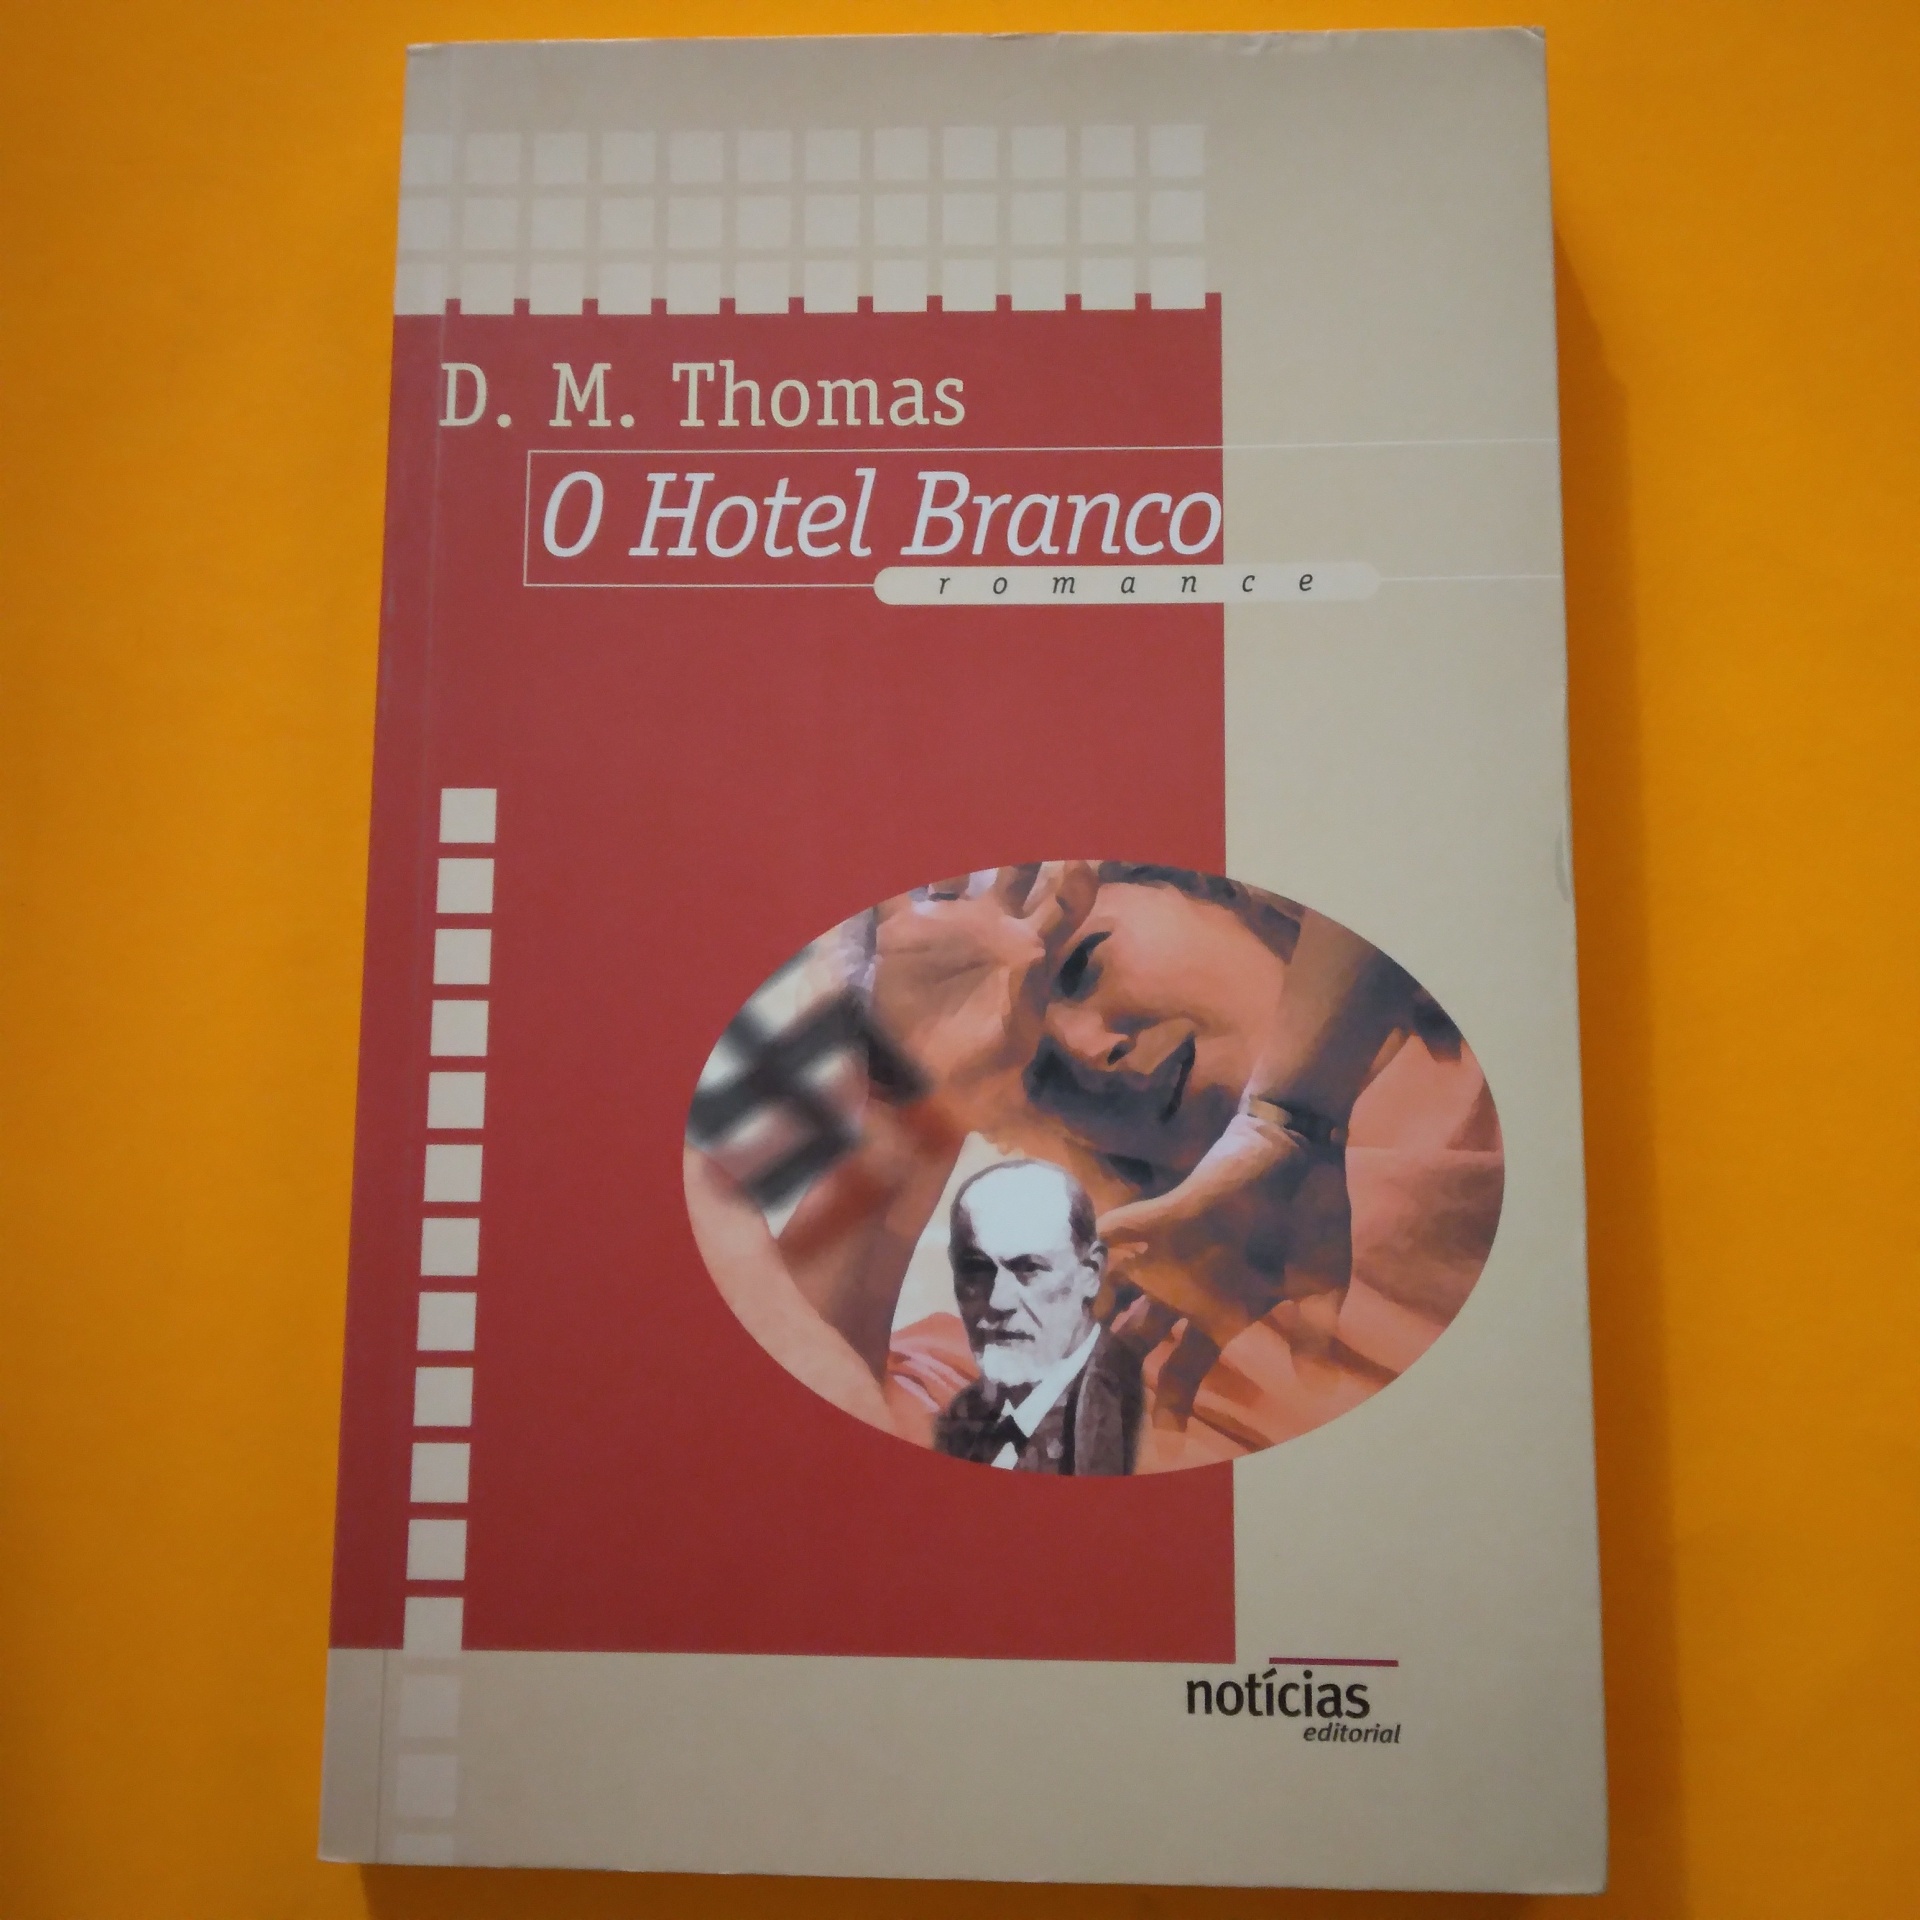 D. M. Thomas
O Hotel Branco
romance
notícias
editorial